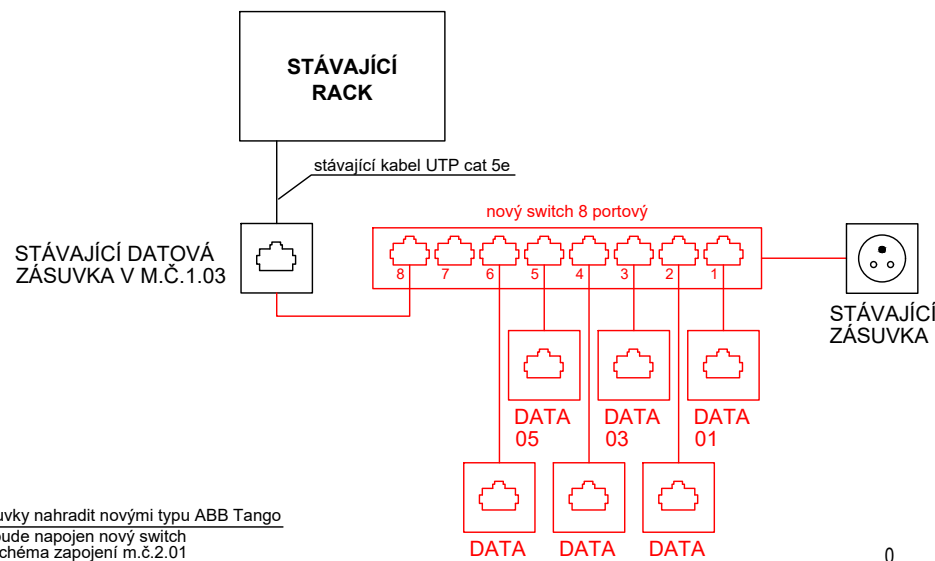 STÁVAJÍCÍ
RACK
stávající kabel UTP cat 5e
nový switch 8 portový
STÁVAJÍCÍ DATOVÁ
ZÁSUVKA V M.Č.1.03
8 7 6 5 4 3 2 1
STÁVAJÍCÍ
ZÁSUVKA
DATA DATA DATA
05 03 01
nahradit novými typu ABB Tango
bude napojen nový switch
schéma zapojení m.č.2.01
DATA DATA DATA
0